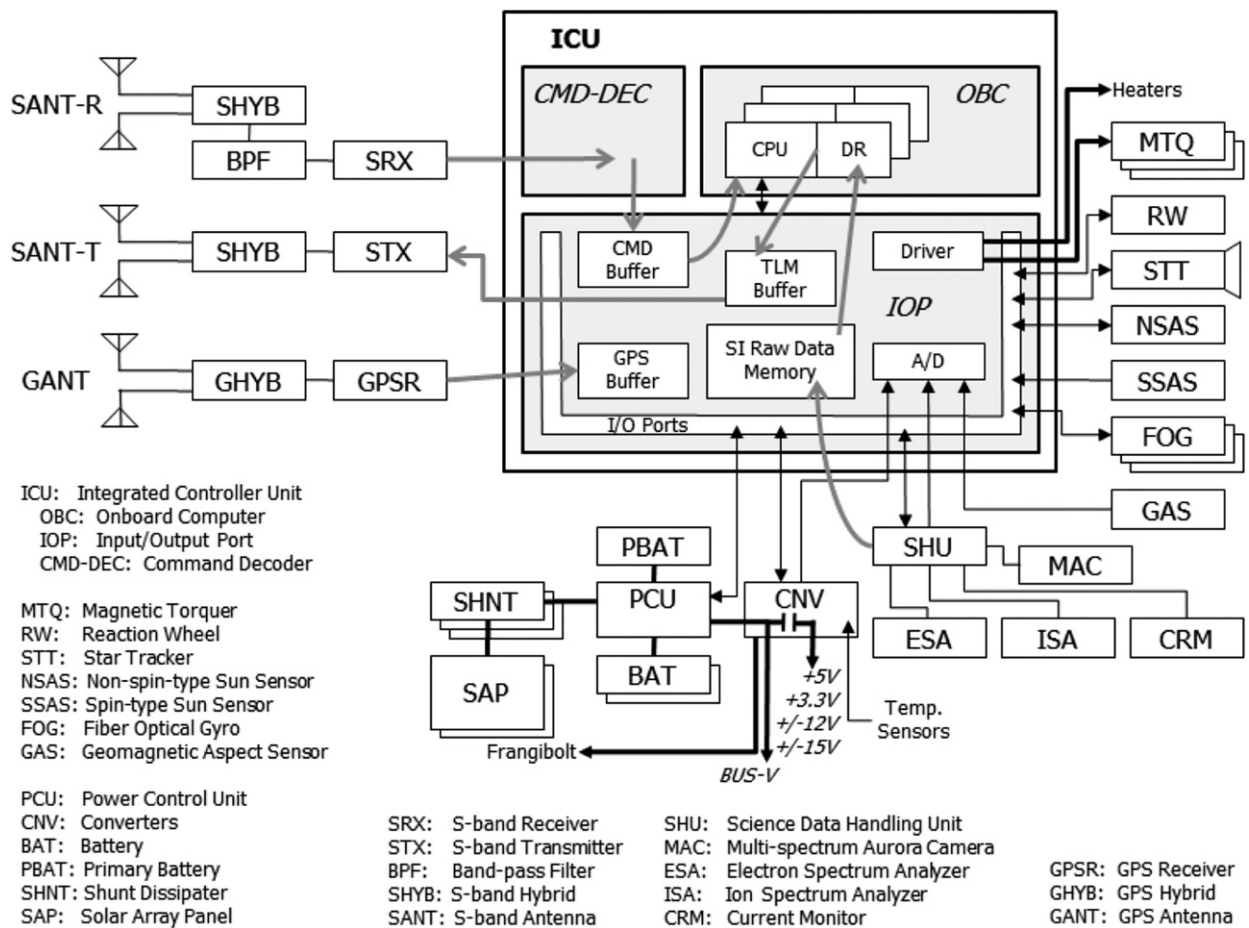 ICU
CMD-DEC
OBC
CPU
DR
Heaters
MTQ
RW
STT
NSAS
SSAS
FOG
GAS
SANT-R
SHYB
BPF
SRX
SANT-T
SHYB
STX
GANT
GHYB
GPSR
CMD
Buffer
TLM
Buffer
Driver
IOP
GPS
Buffer
SI Raw Data
Memory
A/D
I/O Ports
PBAT
SHNT
PCU
CNV
SHU
MAC
SAP
BAT
ESA
ISA
CRM
+5V
+3.3V
+/-12V
+/-15V
Temp.
Sensors
Frangibolt
BUS-V
ICU: Integrated Controller Unit
OBC: Onboard Computer
IOP: Input/Output Port
CMD-DEC: Command Decoder
MTQ: Magnetic Torquer
RW: Reaction Wheel
STT: Star Tracker
NSAS: Non-spin-type Sun Sensor
SSAS: Spin-type Sun Sensor
FOG: Fiber Optical Gyro
GAS: Geomagnetic Aspect Sensor
PCU: Power Control Unit
CNV: Converters
BAT: Battery
PBAT: Primary Battery
SHNT: Shunt Dissipater
SAP: Solar Array Panel
SRX: S-band Receiver
STX: S-band Transmitter
BPF: Band-pass Filter
SHYB: S-band Hybrid
SANT: S-band Antenna
SHU: Science Data Handling Unit
MAC: Multi-spectrum Aurora Camera
ESA: Electron Spectrum Analyzer
ISA: Ion Spectrum Analyzer
CRM: Current Monitor
GPSR: GPS Receiver
GHYB: GPS Hybrid
GANT: GPS Antenna